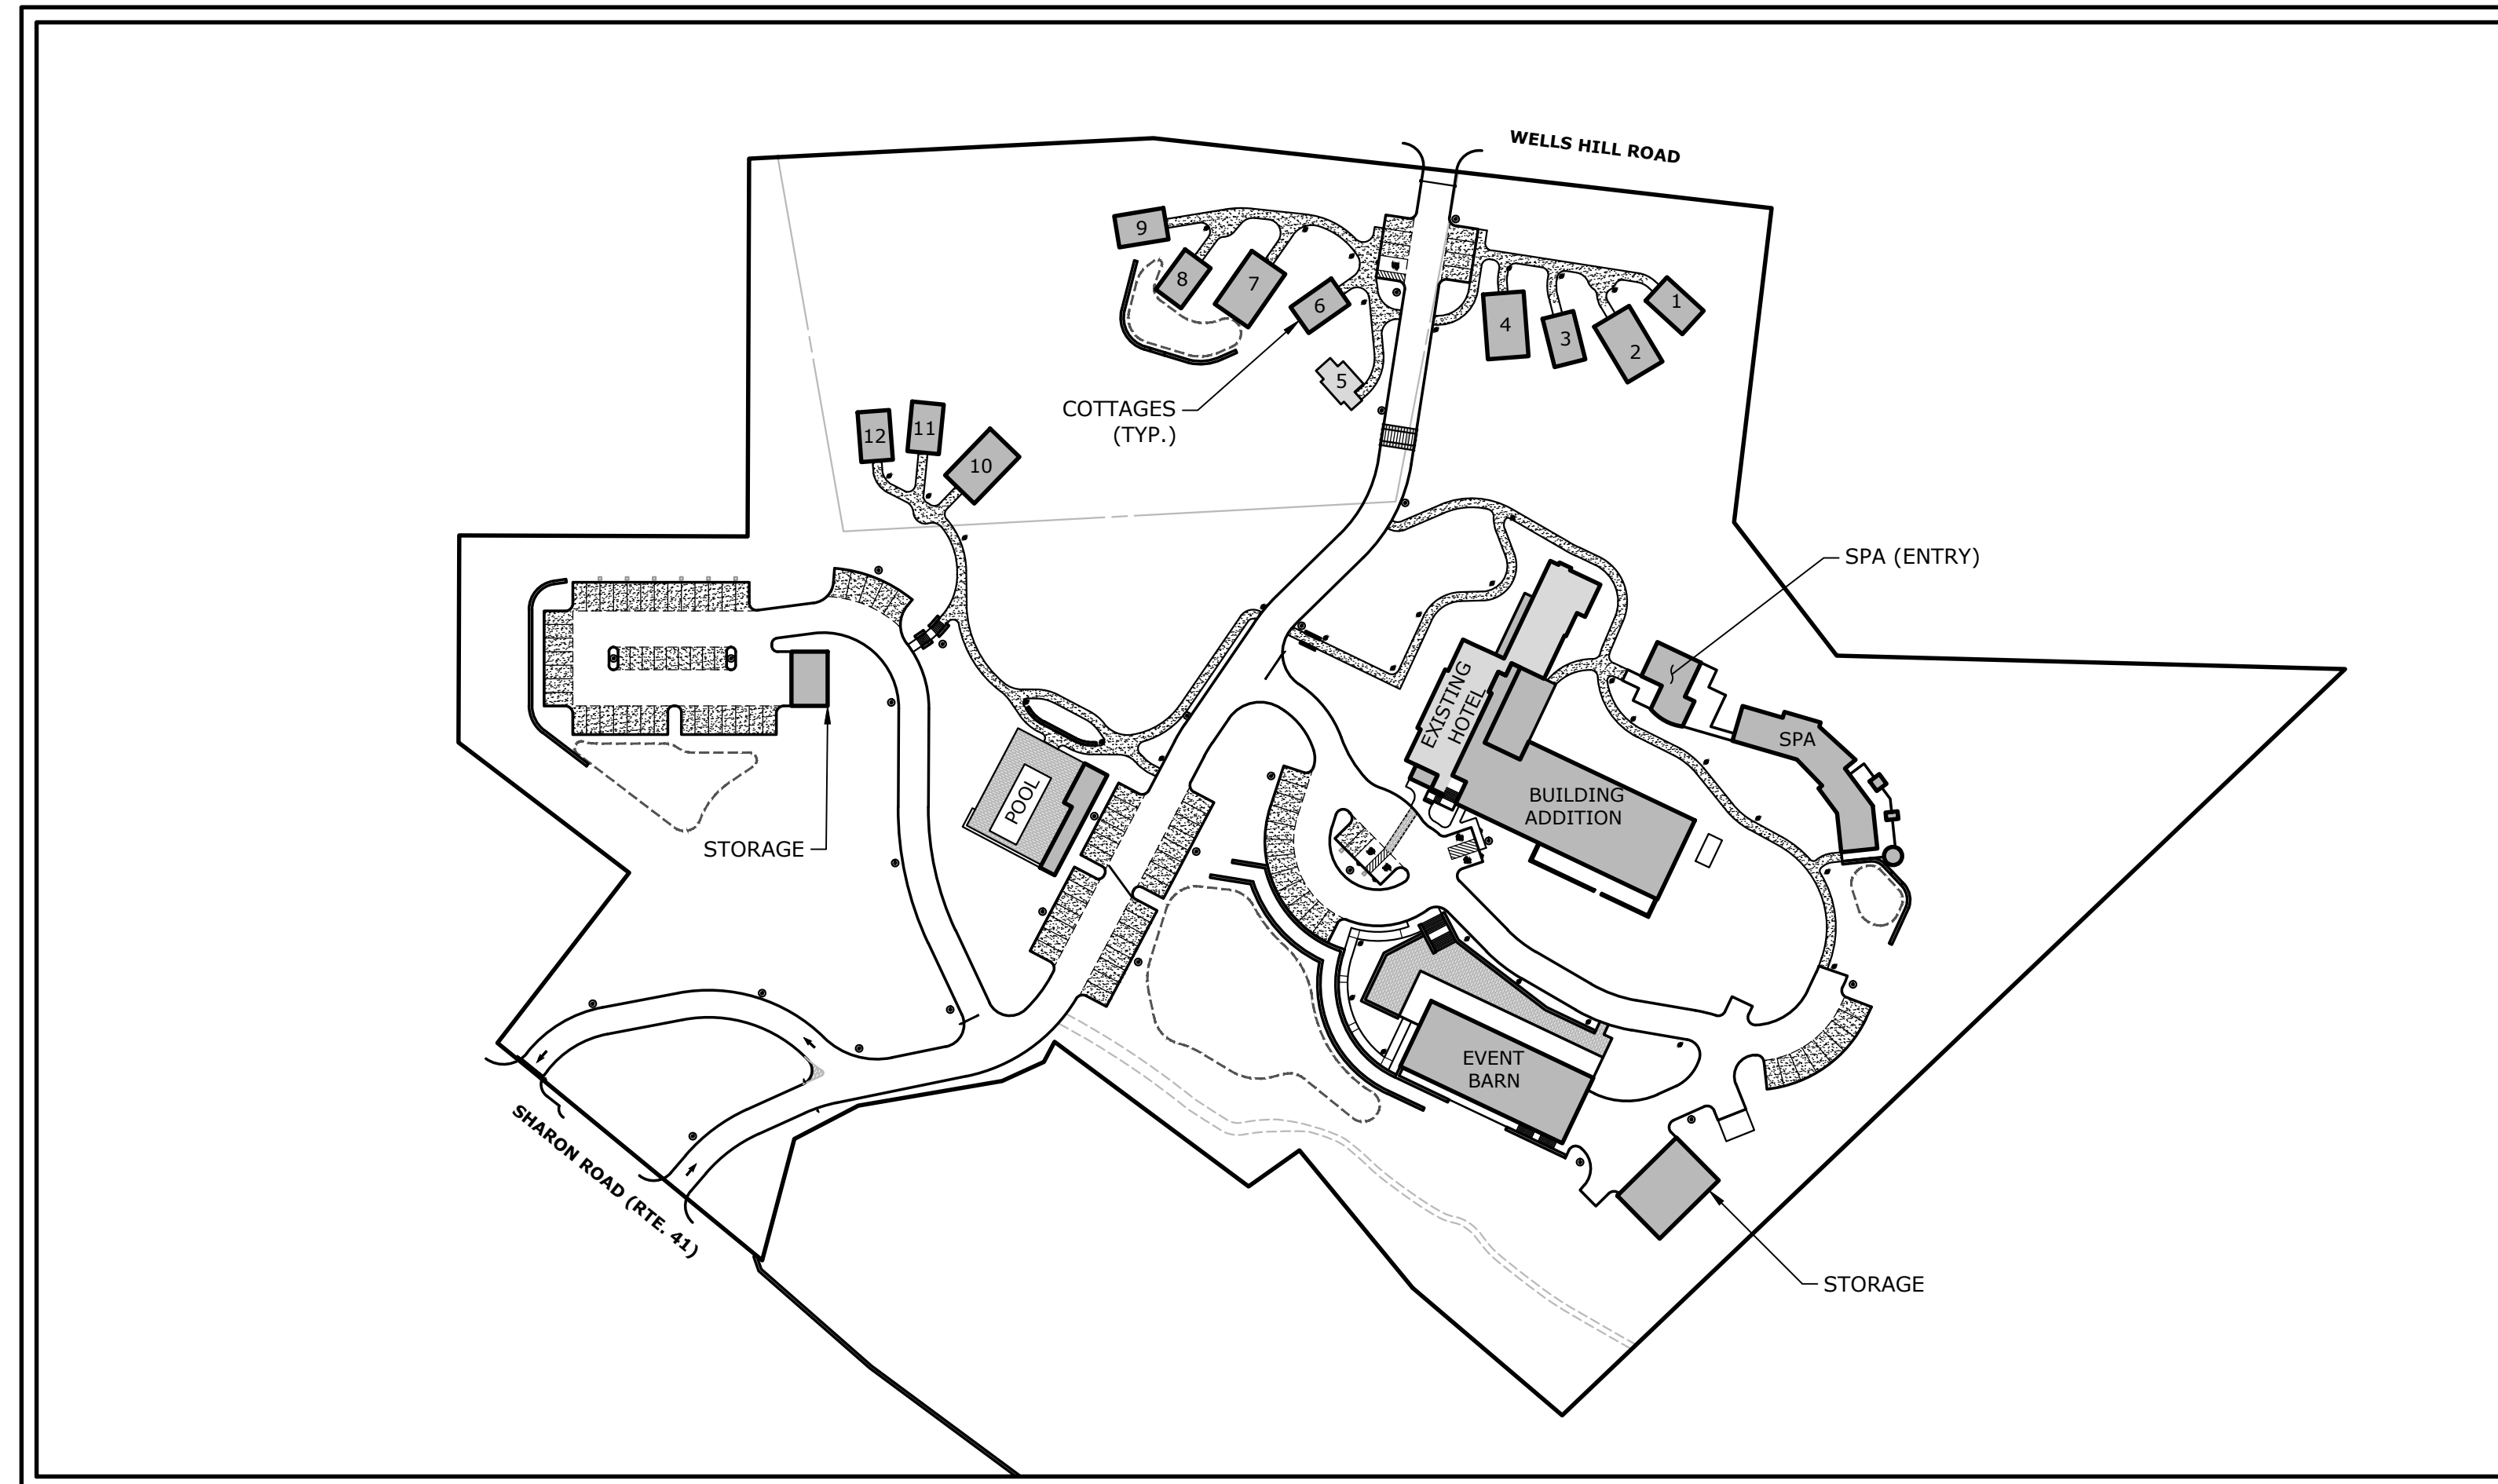 WELLS HILL ROAD
9
8
7
6
5
4
3
2
1
COTTAGES
(TYP.)
12
11
10
SPA (ENTRY)
EXISTING
HOTEL
SPA
POOL
BUILDING
ADDITION
STORAGE
EVENT
BARN
SHARON ROAD (RTE. 41)
STORAGE